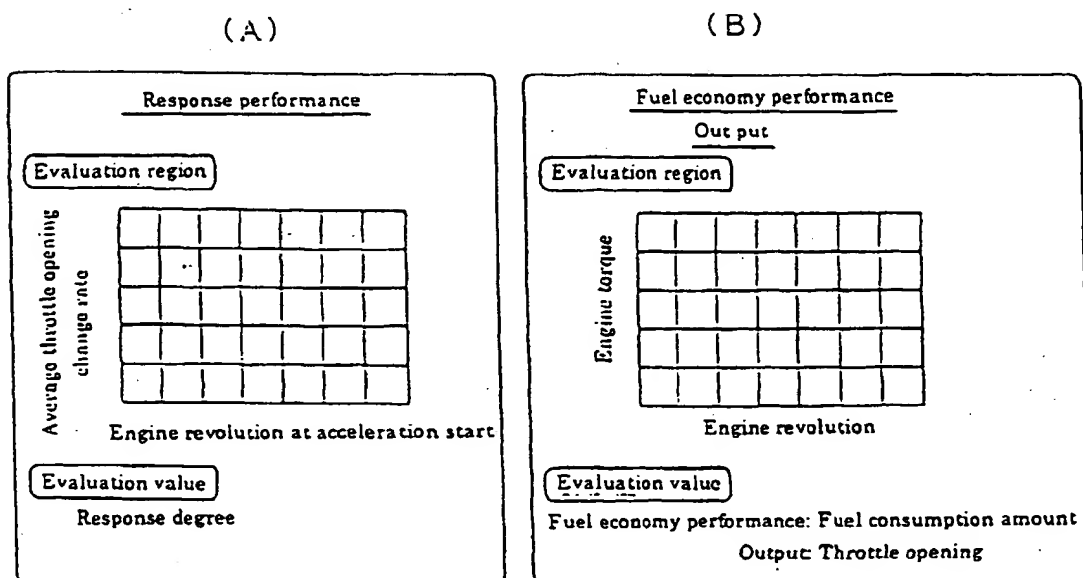 (A)
Response performance
Evaluation region
Average throttle opening
change rate
Engine revolution at acceleration start
Evaluation value
Response degree
(B)
Fuel economy performance
Out put
Evaluation region
Engine torque
Engine revolution
Evaluation value
Fuel economy performance: Fuel consumption amount
Output: Throttle opening